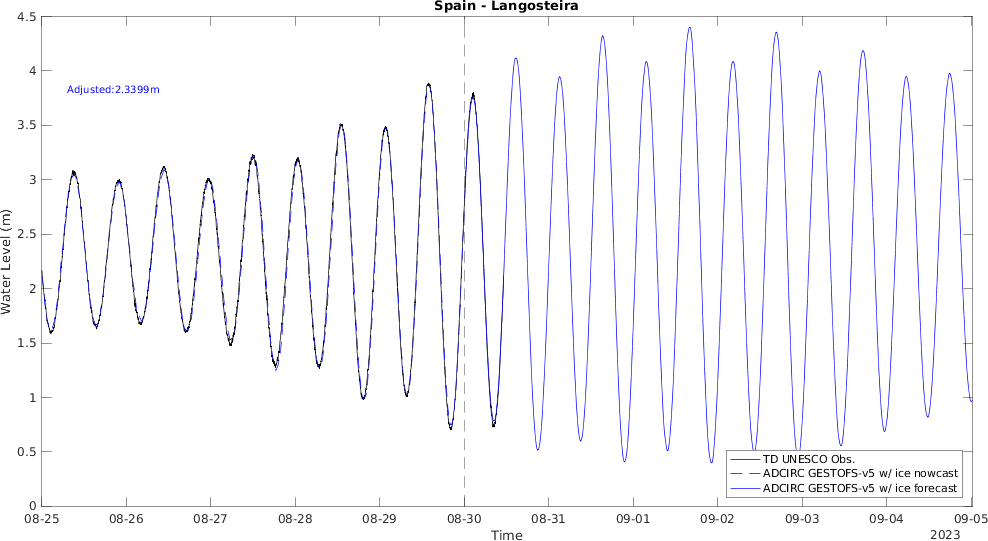 Spain - Langosteira
4.5
4
3.5
3
2.5
2
1.5
1
0.5
0
Water Level (m)
Adjusted:2.3399m
TD UNESCO Obs.
ADCIRC GESTOFS-v5 w/ ice nowcast
ADCIRC GESTOFS-v5 w/ ice forecast
08-25 08-26 08-27 08-28 08-29 08-30 08-31 09-01 09-02 09-03 09-04 09-05
Time
2023